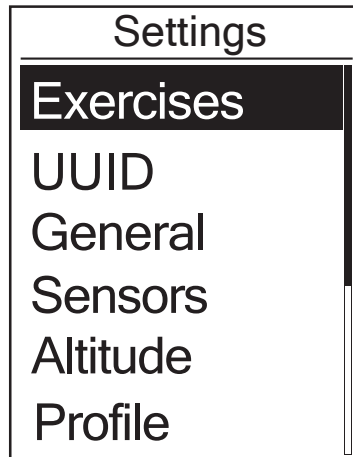 Settings
Exercises
UUID
General
Sensors
Altitude
Profile